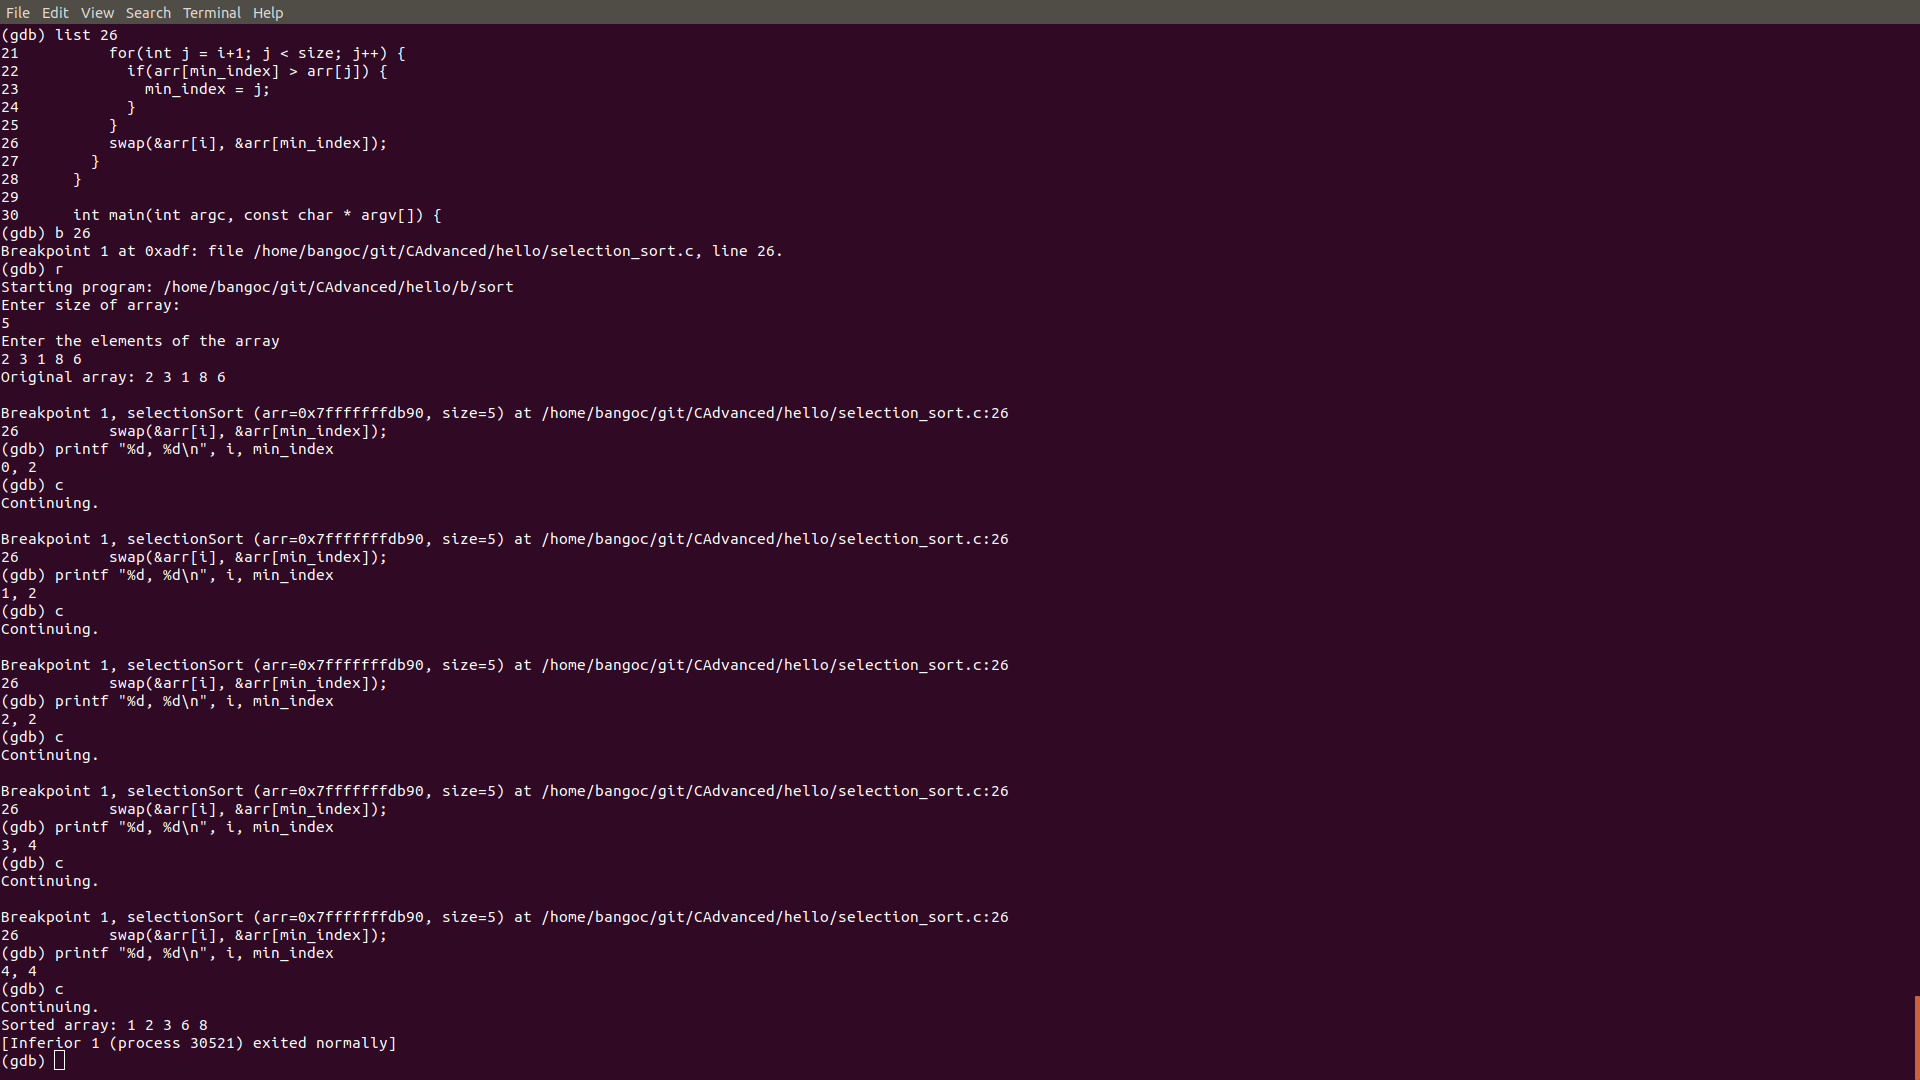 File Edit View Search Terminal Help
(gdb) list 26
21          for(int j = i+1; j < size; j++) {
22            if(arr[min_index] > arr[j]) {
23              min_index = j;
24            }
25          }
26          swap(&arr[i], &arr[min_index]);
27        }
28      }
29
30      int main(int argc, const char * argv[]) {
(gdb) b 26
Breakpoint 1 at 0xadf: file /home/bangoc/git/CAdvanced/hello/selection_sort.c, line 26.
(gdb) r
Starting program: /home/bangoc/git/CAdvanced/hello/b/sort
Enter size of array:
5
Enter the elements of the array
2 3 1 8 6
Original array: 2 3 1 8 6

Breakpoint 1, selectionSort (arr=0x7fffffffdb90, size=5) at /home/bangoc/git/CAdvanced/hello/selection_sort.c:26
26          swap(&arr[i], &arr[min_index]);
(gdb) printf "%d, %d\n", i, min_index
0, 2
(gdb) c
Continuing.

Breakpoint 1, selectionSort (arr=0x7fffffffdb90, size=5) at /home/bangoc/git/CAdvanced/hello/selection_sort.c:26
26          swap(&arr[i], &arr[min_index]);
(gdb) printf "%d, %d\n", i, min_index
1, 2
(gdb) c
Continuing.

Breakpoint 1, selectionSort (arr=0x7fffffffdb90, size=5) at /home/bangoc/git/CAdvanced/hello/selection_sort.c:26
26          swap(&arr[i], &arr[min_index]);
(gdb) printf "%d, %d\n", i, min_index
2, 2
(gdb) c
Continuing.

Breakpoint 1, selectionSort (arr=0x7fffffffdb90, size=5) at /home/bangoc/git/CAdvanced/hello/selection_sort.c:26
26          swap(&arr[i], &arr[min_index]);
(gdb) printf "%d, %d\n", i, min_index
3, 4
(gdb) c
Continuing.

Breakpoint 1, selectionSort (arr=0x7fffffffdb90, size=5) at /home/bangoc/git/CAdvanced/hello/selection_sort.c:26
26          swap(&arr[i], &arr[min_index]);
(gdb) printf "%d, %d\n", i, min_index
4, 4
(gdb) c
Continuing.
Sorted array: 1 2 3 6 8
[Inferior 1 (process 30521) exited normally]
(gdb)